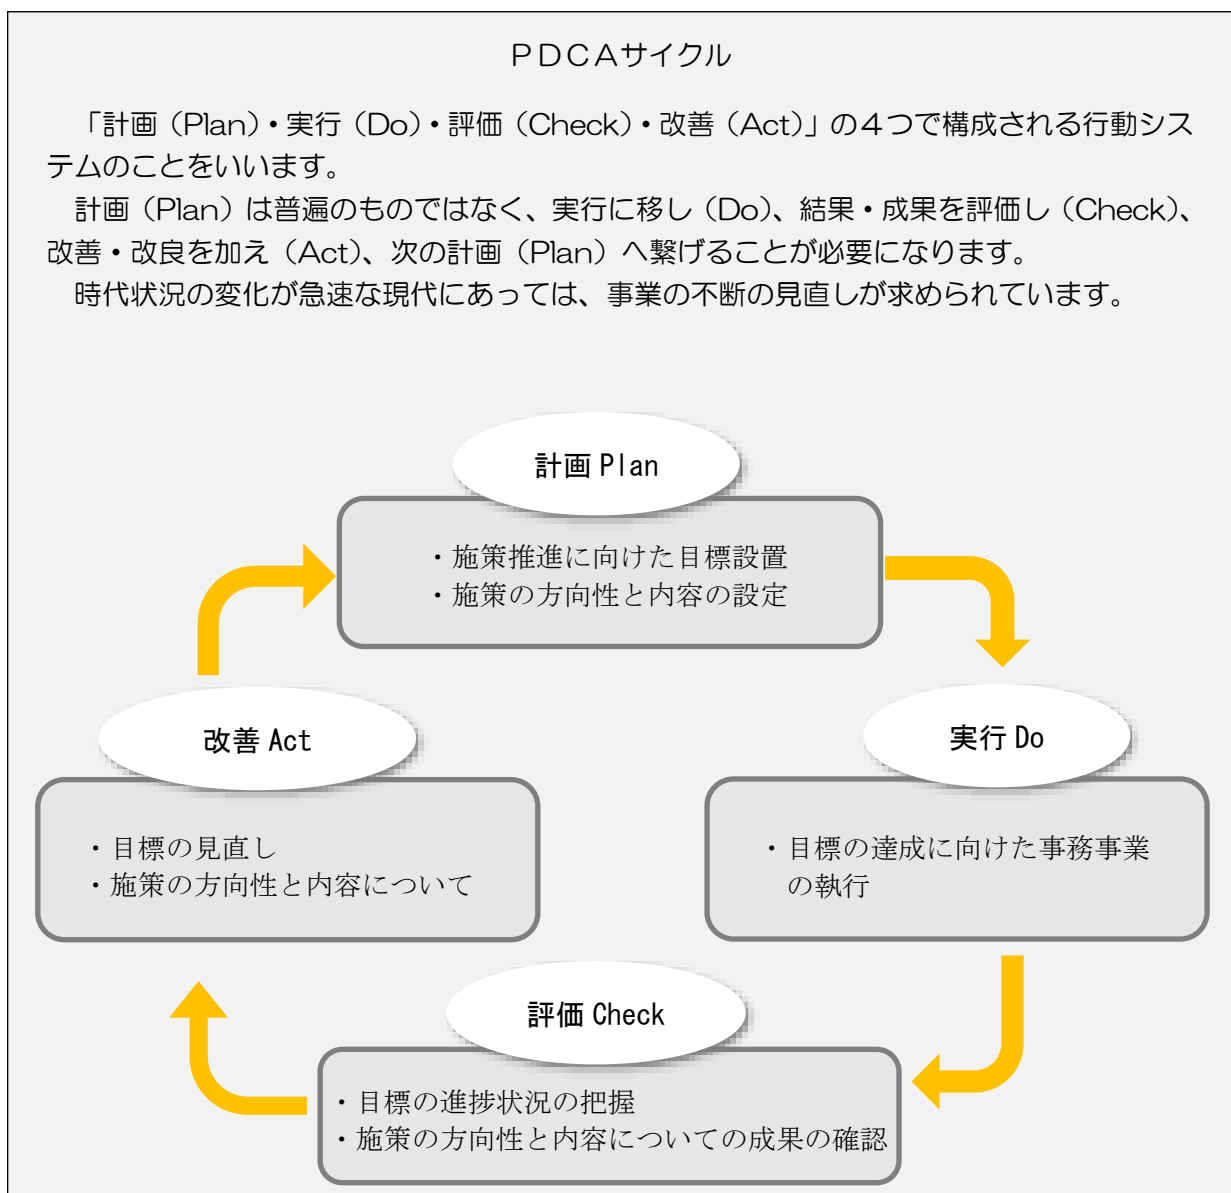 ＰＤＣＡサイクル
「計画（Plan）・実行（Do）・評価（Check）・改善（Act）」の４つで構成される行動シス
テムのことをいいます。
計画（Plan）は普遍のものではなく、実行に移し（Do）、結果・成果を評価し（Check）、
改善・改良を加え（Act）、次の計画（Plan）へ繋げることが必要になります。
時代状況の変化が急速な現代にあっては、事業の不断の見直しが求められています。
計画 Plan
・施策推進に向けた目標設置
・施策の方向性と内容の設定
改善 Act
・目標の見直し
・施策の方向性と内容について
実行 Do
・目標の達成に向けた事務事業
の執行
評価 Check
・目標の進捗状況の把握
・施策の方向性と内容についての成果の確認